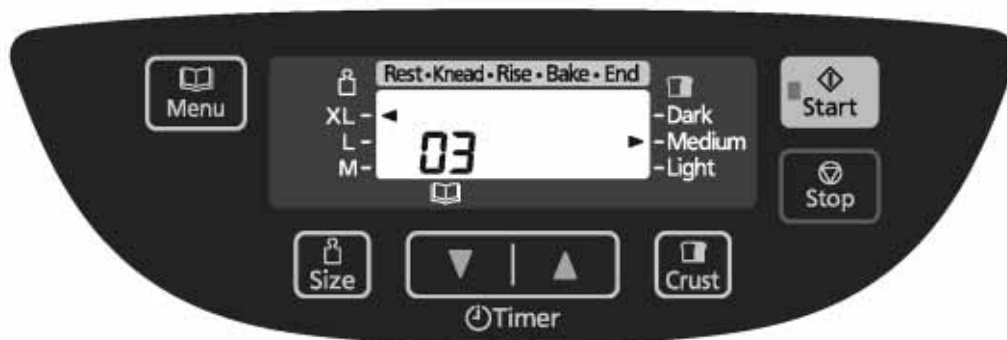 Menu
Rest•Knead•Rise•Bake•End
XL
L
M
03
Dark
Medium
Light
Start
Stop
Size
Timer
Crust